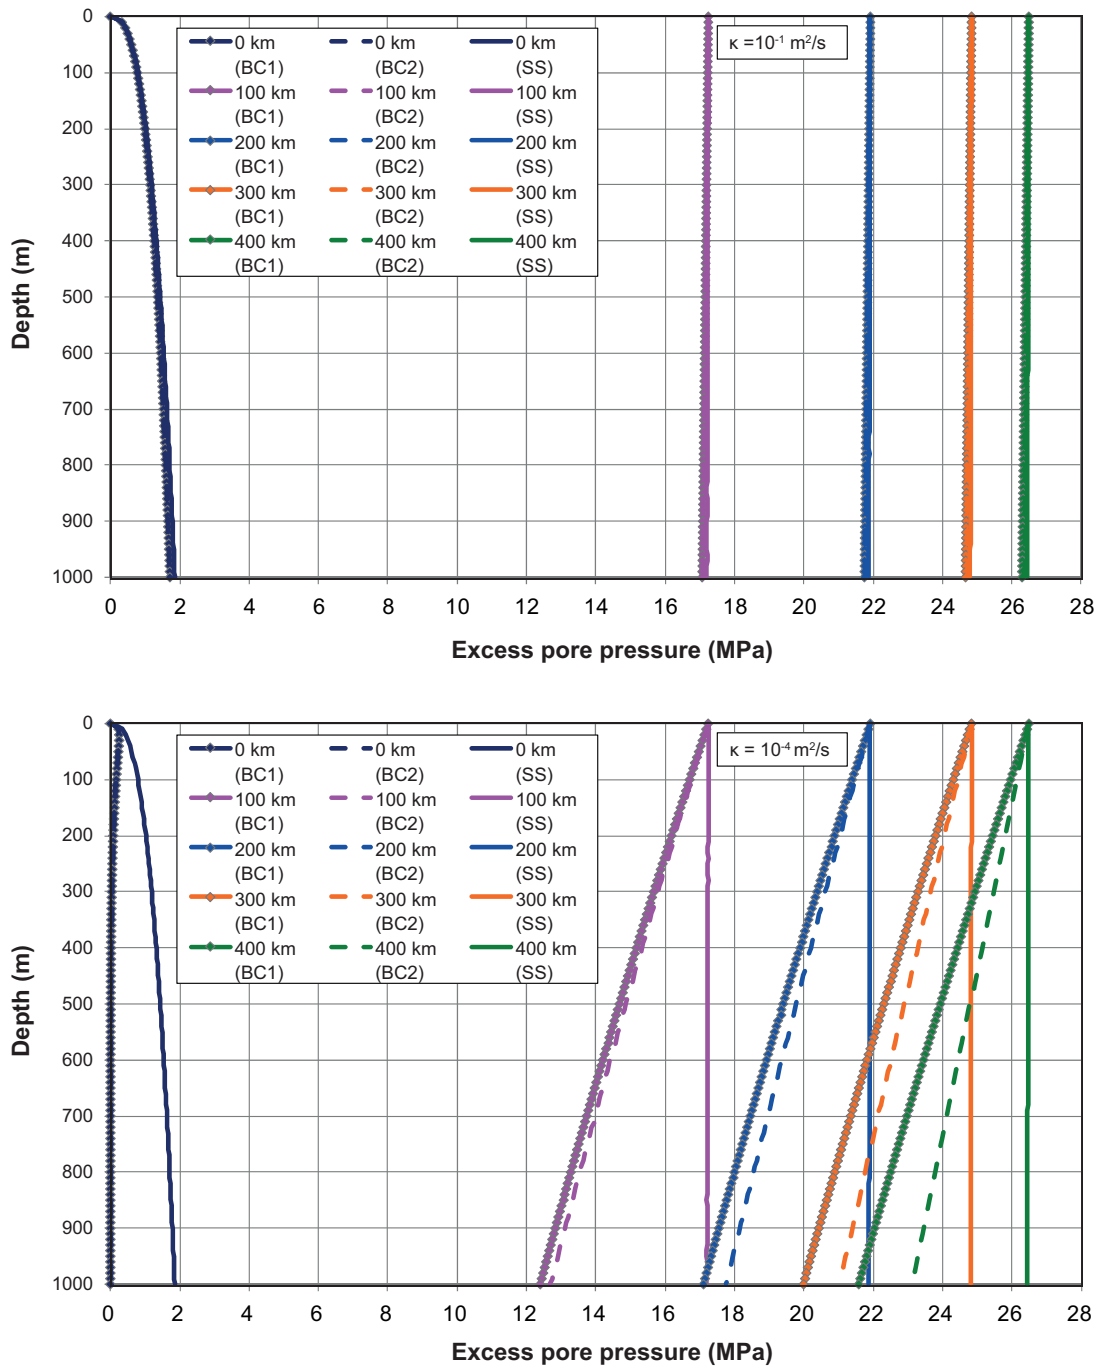 0
100
200
300
400
500
600
700
800
900
1000
Depth (m)
0 km 0 km 0 km
(BC1) (BC2) (SS)
100 km 100 km 100 km
(BC1) (BC2) (SS)
200 km 200 km 200 km
(BC1) (BC2) (SS)
300 km 300 km 300 km
(BC1) (BC2) (SS)
400 km 400 km 400 km
(BC1) (BC2) (SS)
κ =10⁻¹ m²/s
0 2 4 6 8 10 12 14 16 18 20 22 24 26 28
Excess pore pressure (MPa)
0
100
200
300
400
500
600
700
800
900
1000
Depth (m)
0 km 0 km 0 km
(BC1) (BC2) (SS)
100 km 100 km 100 km
(BC1) (BC2) (SS)
200 km 200 km 200 km
(BC1) (BC2) (SS)
300 km 300 km 300 km
(BC1) (BC2) (SS)
400 km 400 km 400 km
(BC1) (BC2) (SS)
κ = 10⁻⁴ m²/s
0 2 4 6 8 10 12 14 16 18 20 22 24 26 28
Excess pore pressure (MPa)